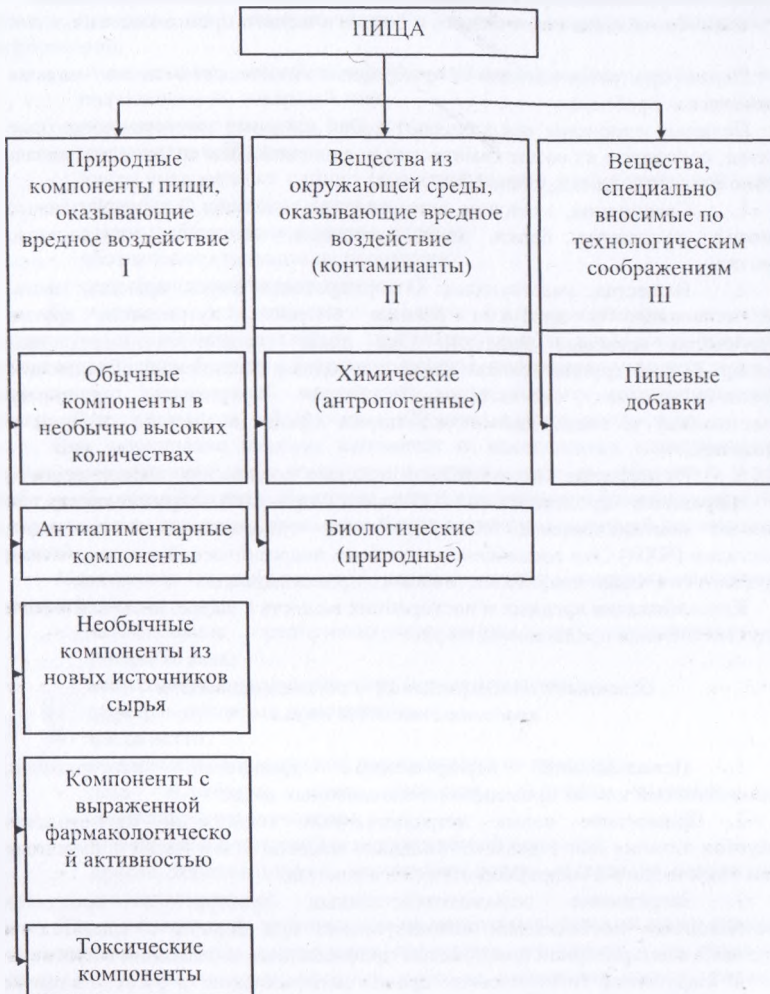 ПИЩА
Природные
компоненты пищи,
оказывающие
вредное воздействие
I
Вещества из
окружающей среды,
оказывающие вредное
воздействие
(контаминанты)
II
Вещества,
специально
вносимые по
технологическим
соображениям
III
Обычные
компоненты в
необычно высоких
количествах
Химические
(антропогенные)
Пищевые
добавки
Антиалиментарные
компоненты
Биологические
(природные)
Необычные
компоненты из
новых источников
сырья
Компоненты с
выраженной
фармакологическо
й активностью
Токсические
компоненты